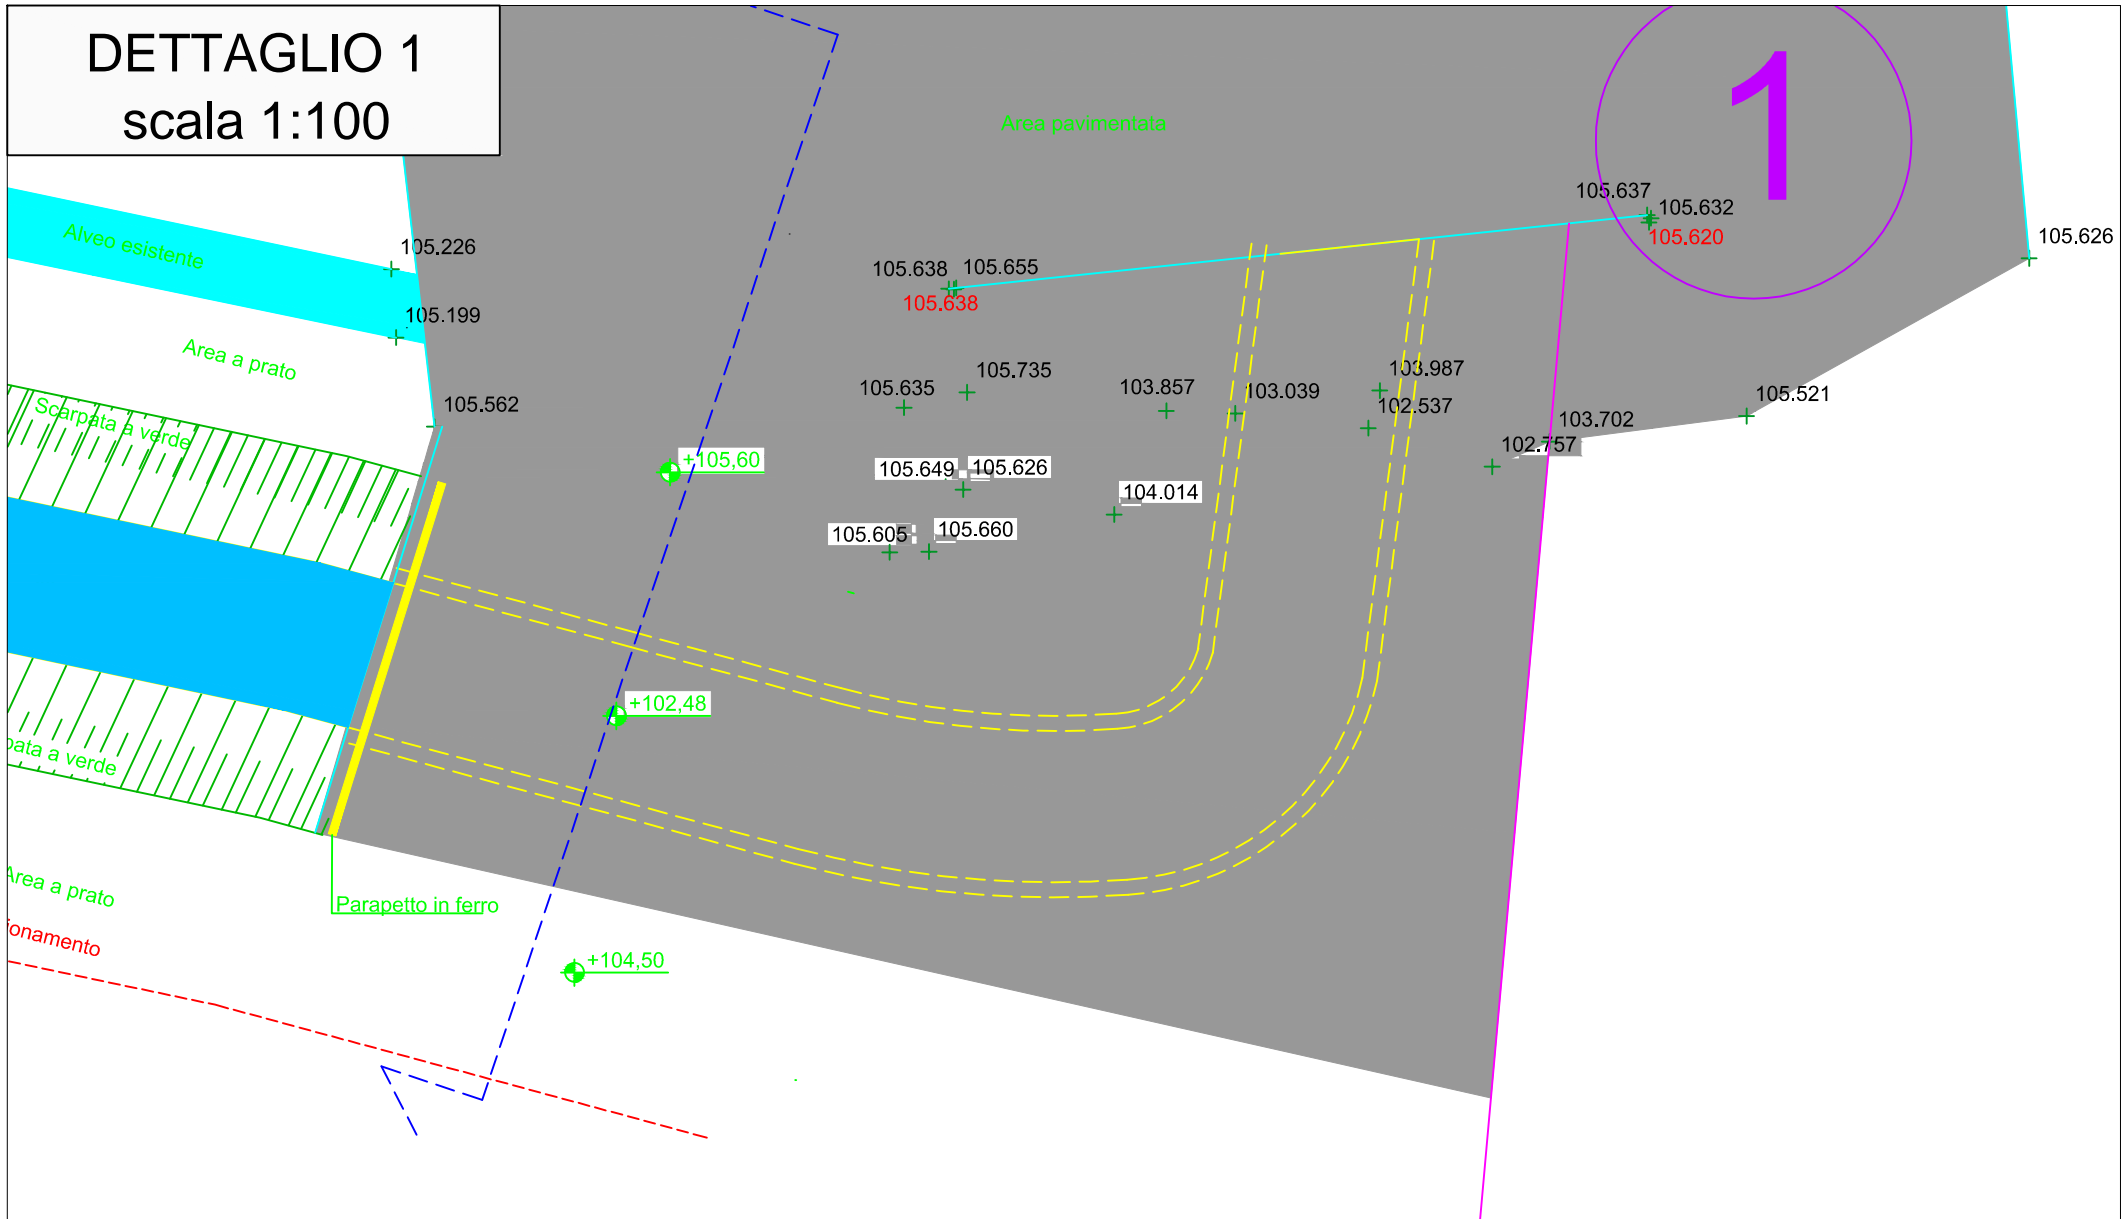 DETTAGLIO 1
scala 1:100
1
Area pavimentata
105.637
105.632
105.620
105.626
Alveo esistente
105.226
105.638
105.655
105.638
105.199
Area a prato
103.987
105.735
105.635
103.857
103.039
105.521
Scarpata a verde
105.562
102.537
103.702
102.757
+105,60
105.649
105.626
104.014
105.605
105.660
+102,48
pata a verde
Area a prato
Parapetto in ferro
ionamento
+104,50